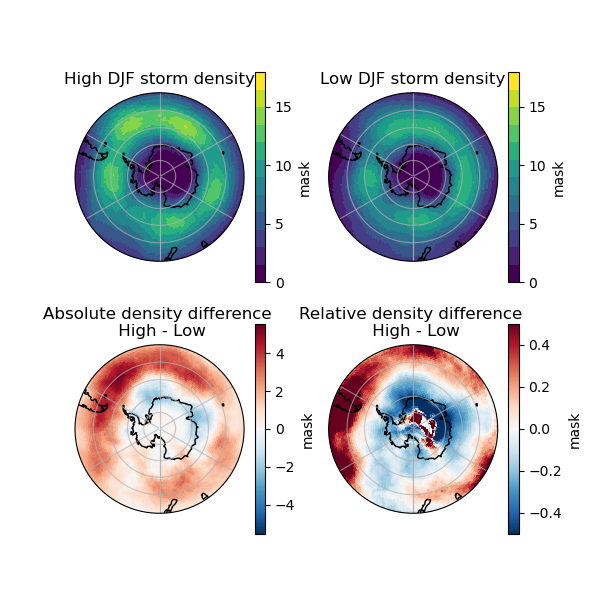 High DJF storm density
15
10
5
0
mask
Low DJF storm density
15
10
5
0
mask
Absolute density difference
High - Low
4
2
0
−2
−4
mask
Relative density difference
High - Low
0.4
0.2
0.0
−0.2
−0.4
mask